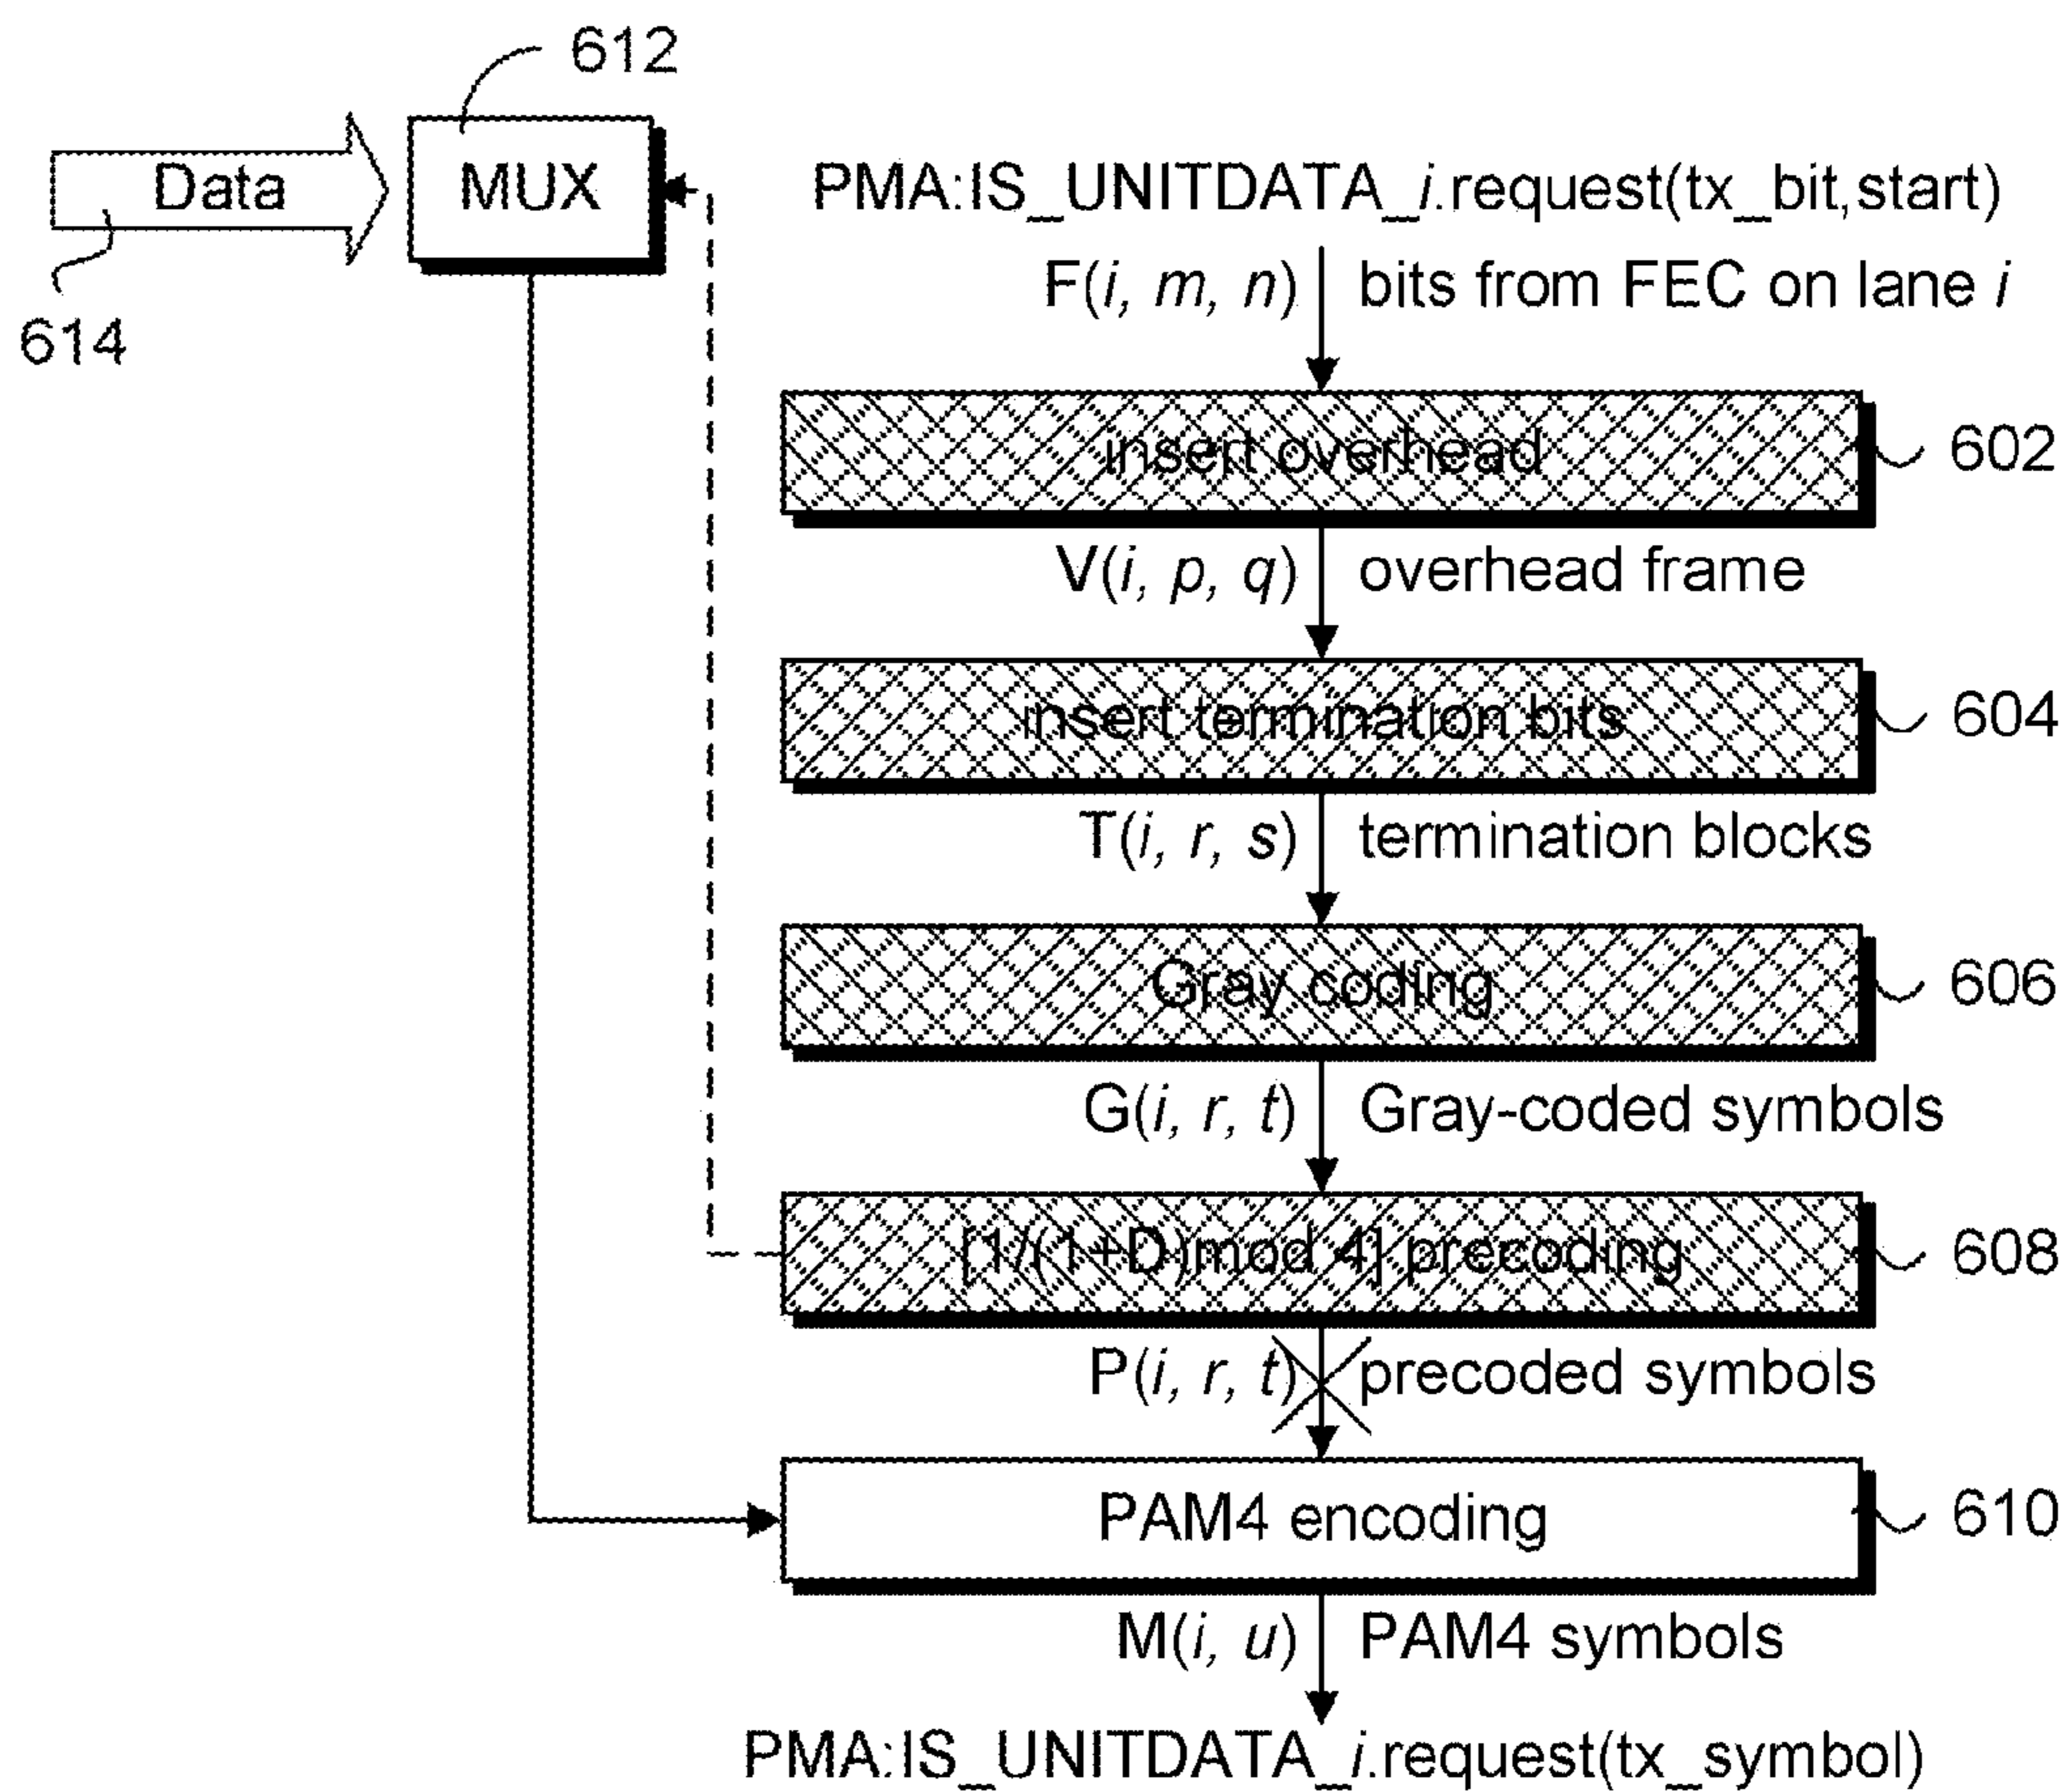 612
Data
MUX
614
PMA:IS_UNITDATA_i.request(tx_bit,start)
F(i, m, n) bits from FEC on lane i
insert overhead 602
V(i, p, q) overhead frame
insert termination bits 604
T(i, r, s) termination blocks
Gray coding 606
G(i, r, t) Gray-coded symbols
[1/(1+D)mod 4] precoding 608
P(i, r, t) precoded symbols
PAM4 encoding 610
M(i, u) PAM4 symbols
PMA:IS_UNITDATA_i.request(tx_symbol)